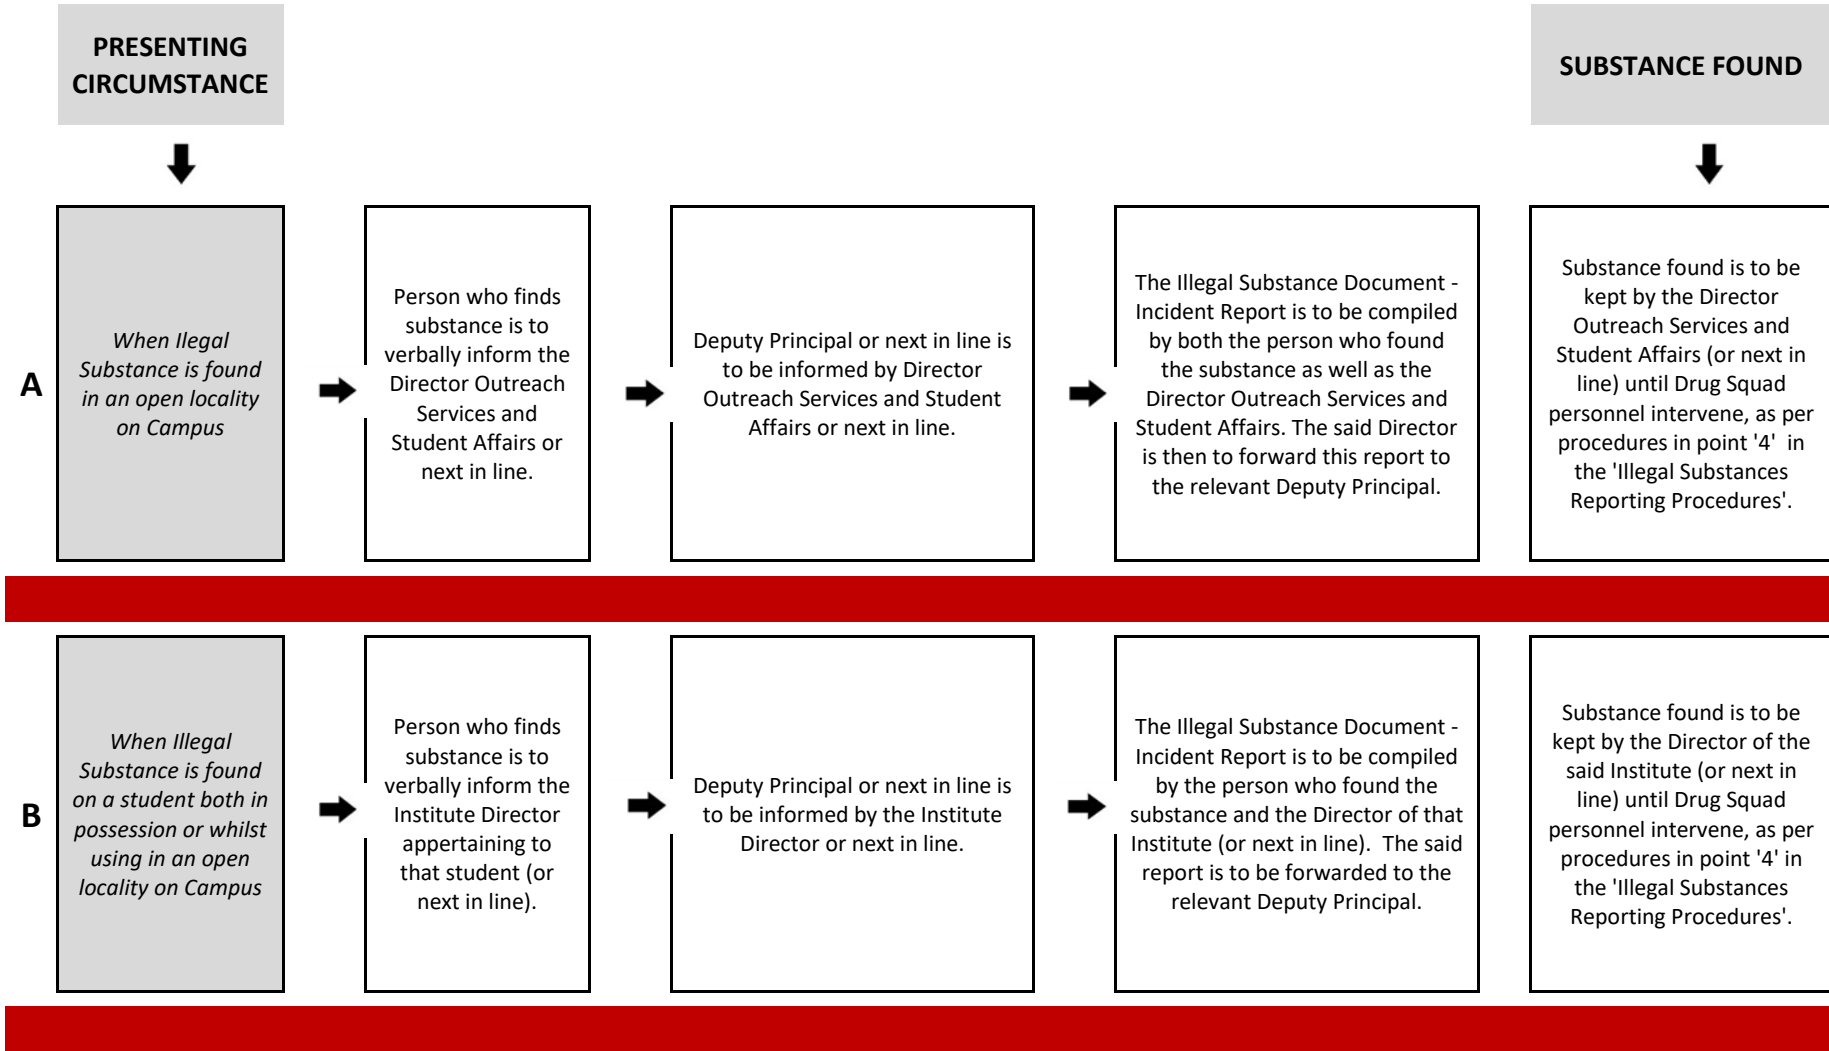 PRESENTING
CIRCUMSTANCE
SUBSTANCE FOUND
A
When Ilegal
Substance is found
in an open locality
on Campus
Person who finds
substance is to
verbally inform the
Director Outreach
Services and
Student Affairs or
next in line.
Deputy Principal or next in line is
to be informed by Director
Outreach Services and Student
Affairs or next in line.
The Illegal Substance Document -
Incident Report is to be compiled
by both the person who found
the substance as well as the
Director Outreach Services and
Student Affairs. The said Director
is then to forward this report to
the relevant Deputy Principal.
Substance found is to be
kept by the Director
Outreach Services and
Student Affairs (or next in
line) until Drug Squad
personnel intervene, as per
procedures in point '4'  in
the 'Illegal Substances
Reporting Procedures'.
B
When Illegal
Substance is found
on a student both in
possession or whilst
using in an open
locality on Campus
Person who finds
substance is to
verbally inform the
Institute Director
appertaining to
that student (or
next in line).
Deputy Principal or next in line is
to be informed by the Institute
Director or next in line.
The Illegal Substance Document -
Incident Report is to be compiled
by the person who found the
substance and the Director of that
Institute (or next in line).  The said
report is to be forwarded to the
relevant Deputy Principal.
Substance found is to be
kept by the Director of the
said Institute (or next in
line) until Drug Squad
personnel intervene, as per
procedures in point '4' in
the 'Illegal Substances
Reporting Procedures'.